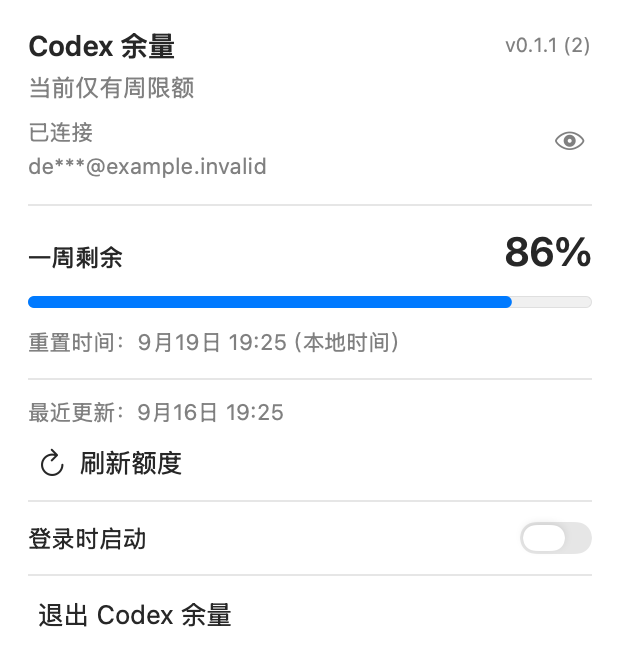 Codex 余量
v0.1.1 (2)
当前仅有周限额
已连接
de***@example.invalid
一周剩余
86%
重置时间：9月19日 19:25 (本地时间)
最近更新：9月16日 19:25
刷新额度
登录时启动
退出 Codex 余量